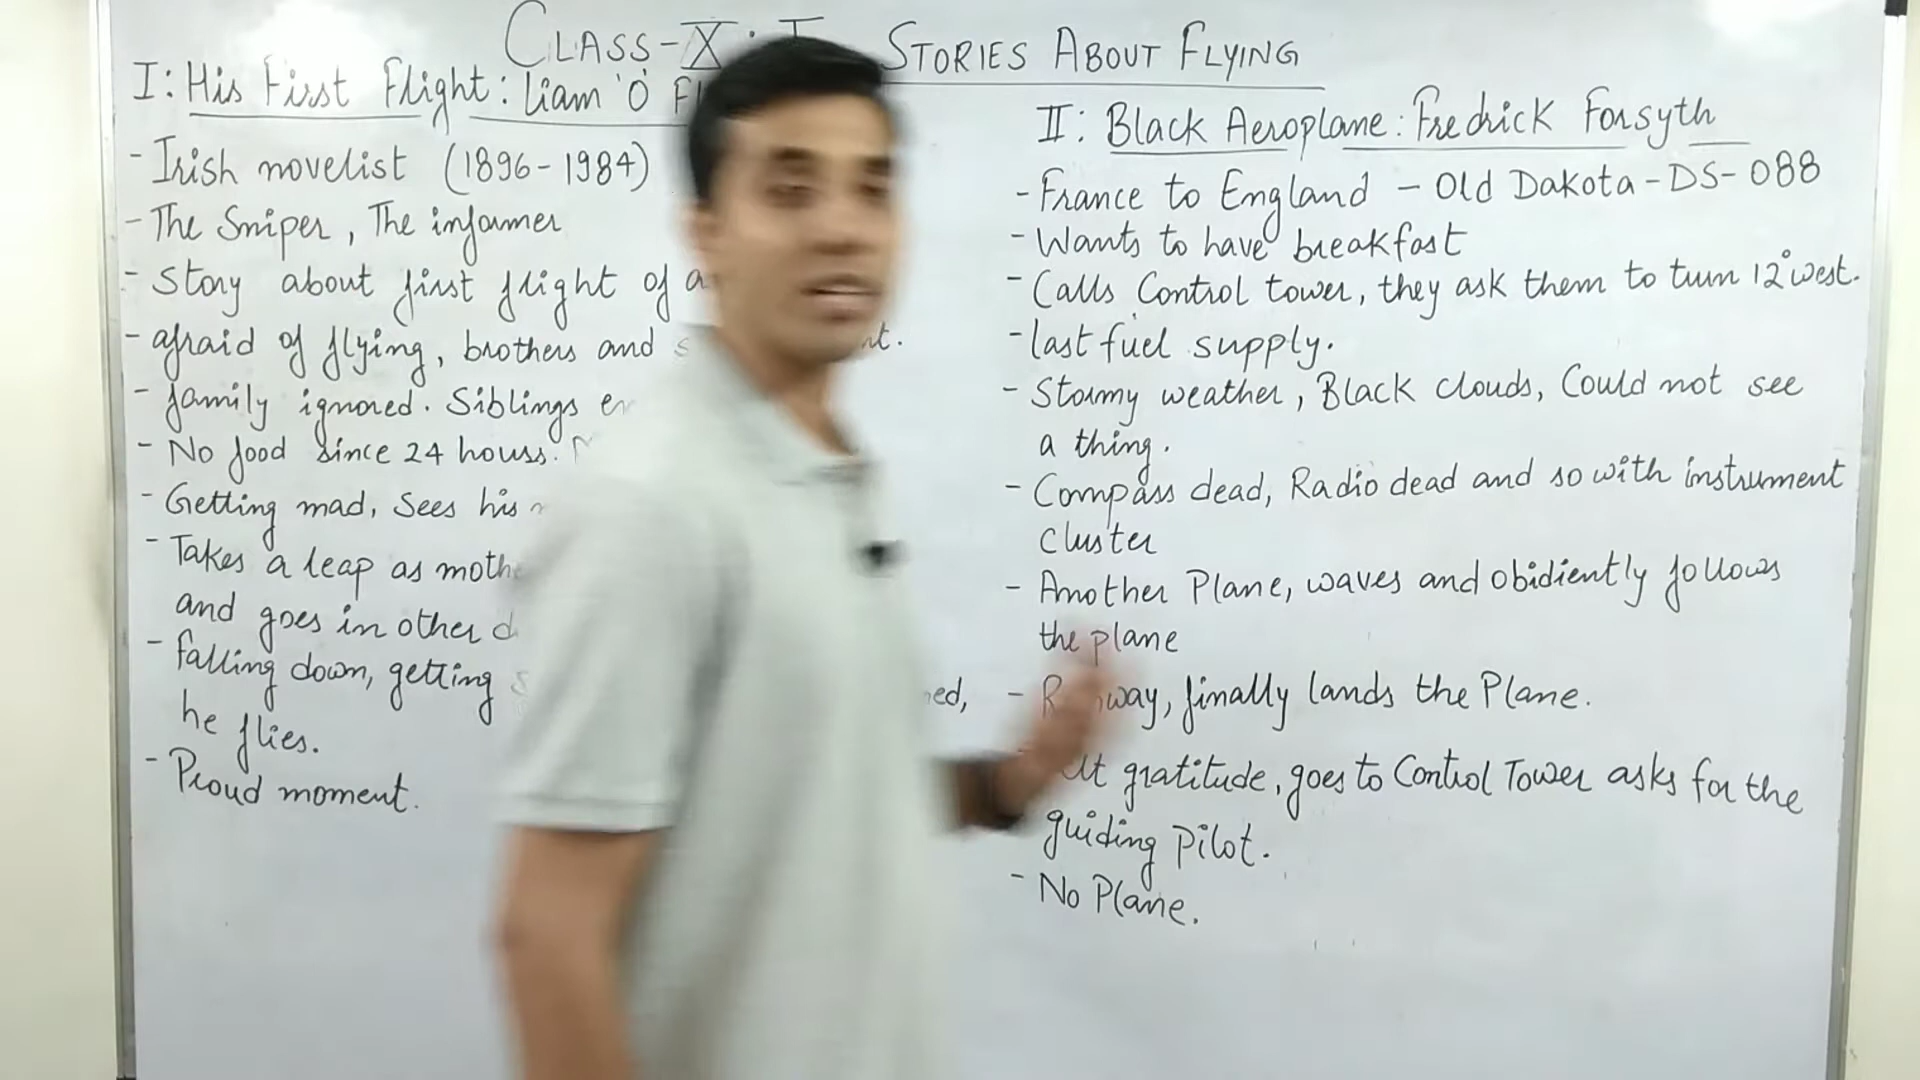 CLASS-X: STORIES ABOUT FLYING
I: His First Flight: Liam 'O'
- Irish novelist (1896-1984)
- The Sniper, The informer
- Story about first flight of a
- afraid of flying, brothers and
- family ignored. Siblings
- No food since 24 hours.
- Getting mad, Sees his
- Takes a leap as
and goes in other
- falling down, getting
he flies.
- Proud moment.
II: Black Aeroplane: Fredrick Forsyth
- France to England - Old Dakota-DS-088
- Wants to have breakfast
- Calls Control tower, they ask them to turn 12° west.
- last fuel supply.
- Stormy weather, Black clouds, Could not see
a thing.
- Compass dead, Radio dead and so with instrument
cluster
- Another Plane, waves and obidiently follows
the plane
- finally lands the Plane.
gratitude, goes to Control Tower asks for the
guiding Pilot.
- No Plane.